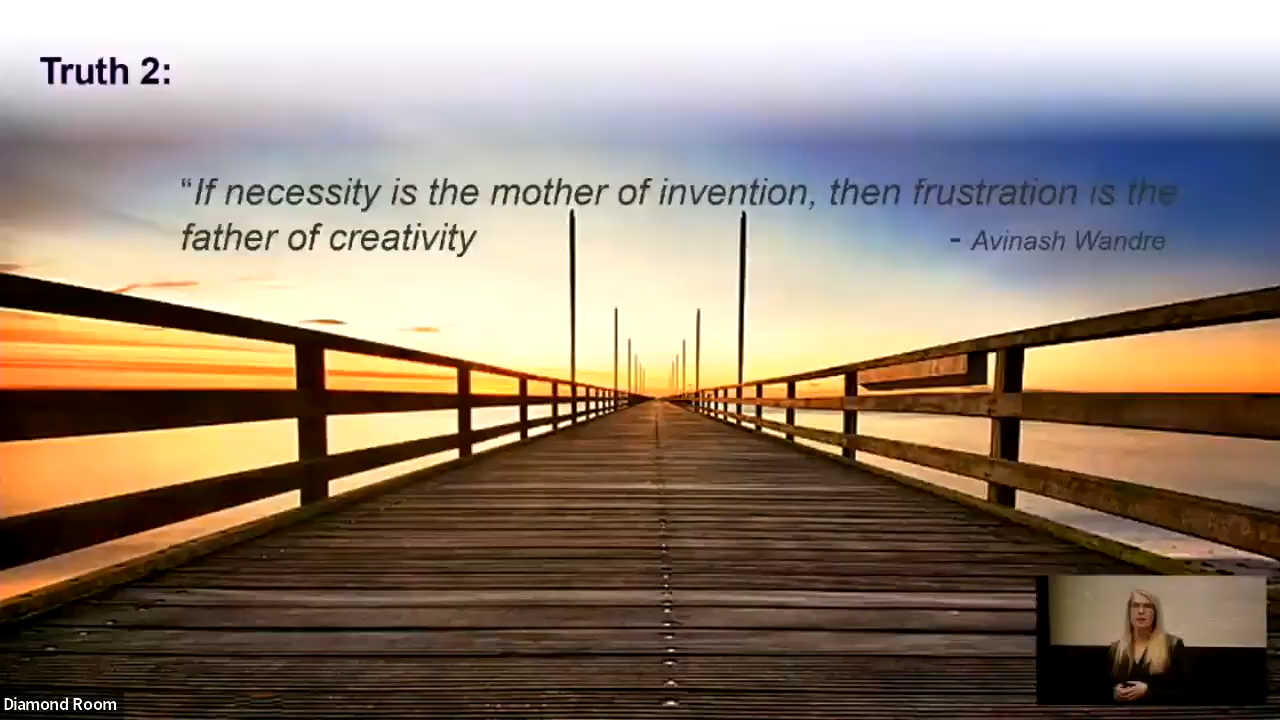 Truth 2:
“If necessity is the mother of invention, then frustration is the
father of creativity
- Avinash Wandre
Diamond Room